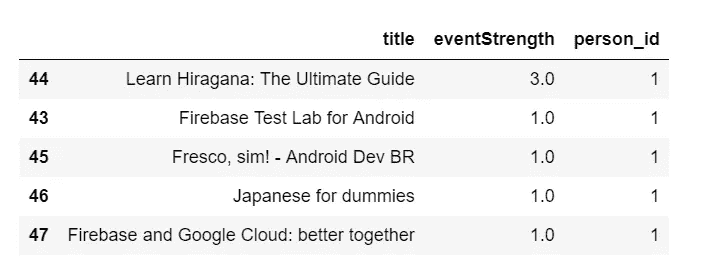 title eventStrength person_id
44 Learn Hiragana: The Ultimate Guide 3.0 1
43 Firebase Test Lab for Android 1.0 1
45 Fresco, sim! - Android Dev BR 1.0 1
46 Japanese for dummies 1.0 1
47 Firebase and Google Cloud: better together 1.0 1